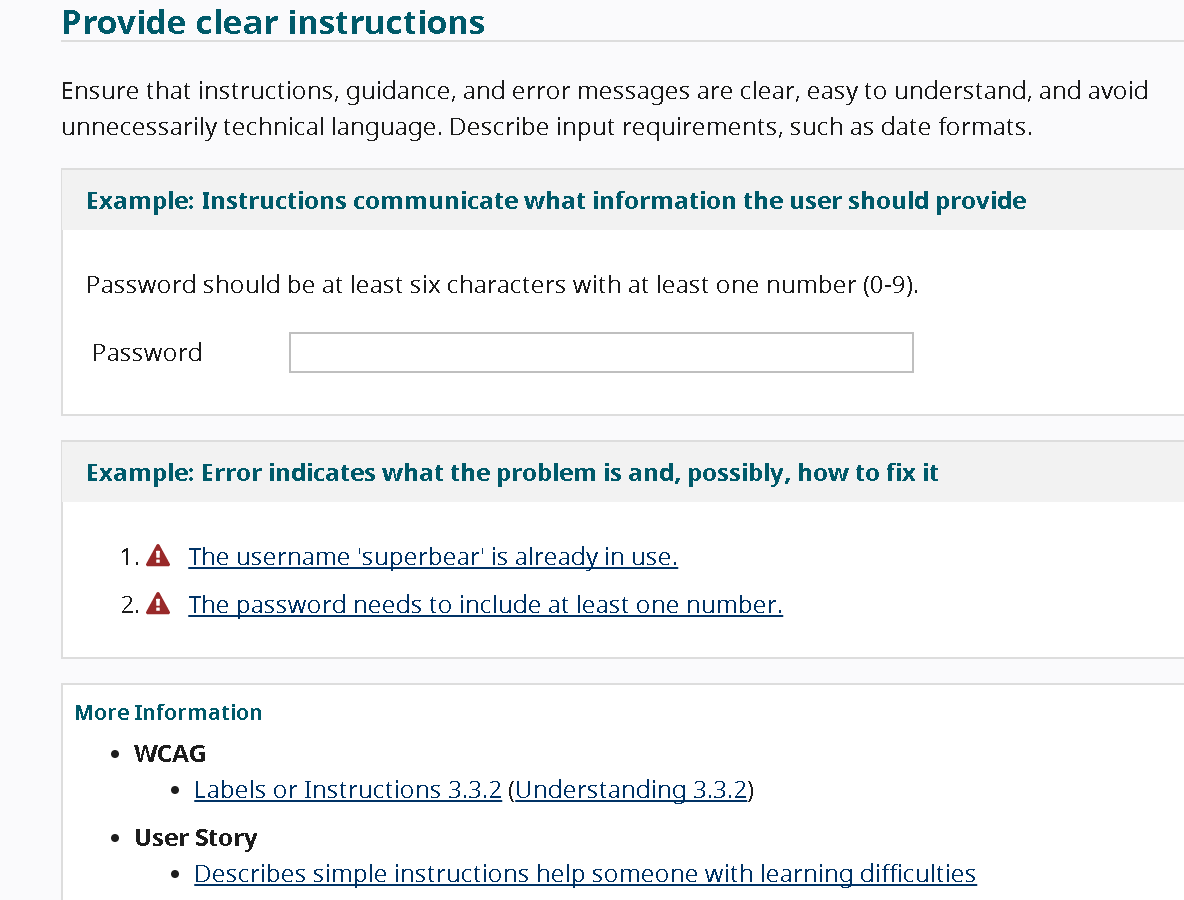 Provide clear instructions
Ensure that instructions, guidance, and error messages are clear, easy to understand, and avoid
unnecessarily technical language. Describe input requirements, such as date formats.
Example: Instructions communicate what information the user should provide
Password should be at least six characters with at least one number (0-9).
Password
Example: Error indicates what the problem is and, possibly, how to fix it
1. The username 'superbear' is already in use.
2. The password needs to include at least one number.
More Information
• WCAG
• Labels or Instructions 3.3.2 (Understanding 3.3.2)
• User Story
• Describes simple instructions help someone with learning difficulties